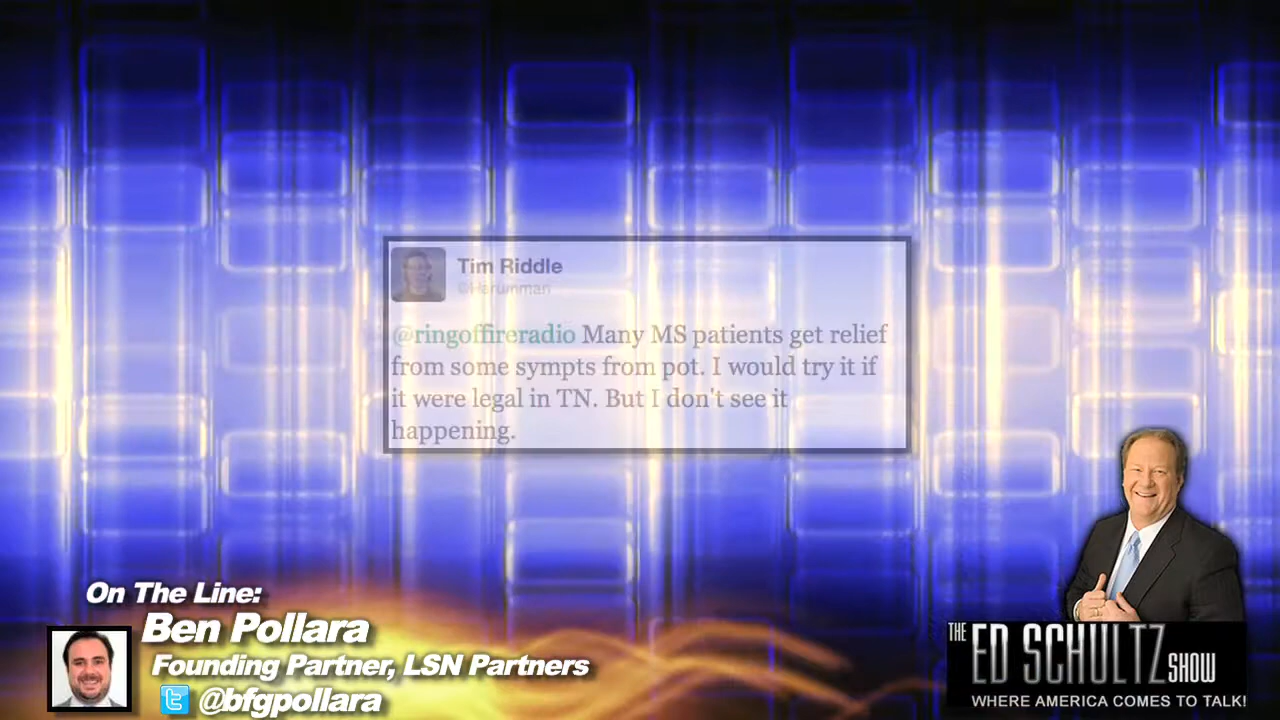 Tim Riddle
@Harumman
@ringoffireradio Many MS patients get relief
from some sympts from pot. I would try it if
it were legal in TN. But I don't see it
happening.
On The Line:
Ben Pollara
Founding Partner, LSN Partners
@bfgpollara
THE ED SCHULTZ SHOW
WHERE AMERICA COMES TO TALK!